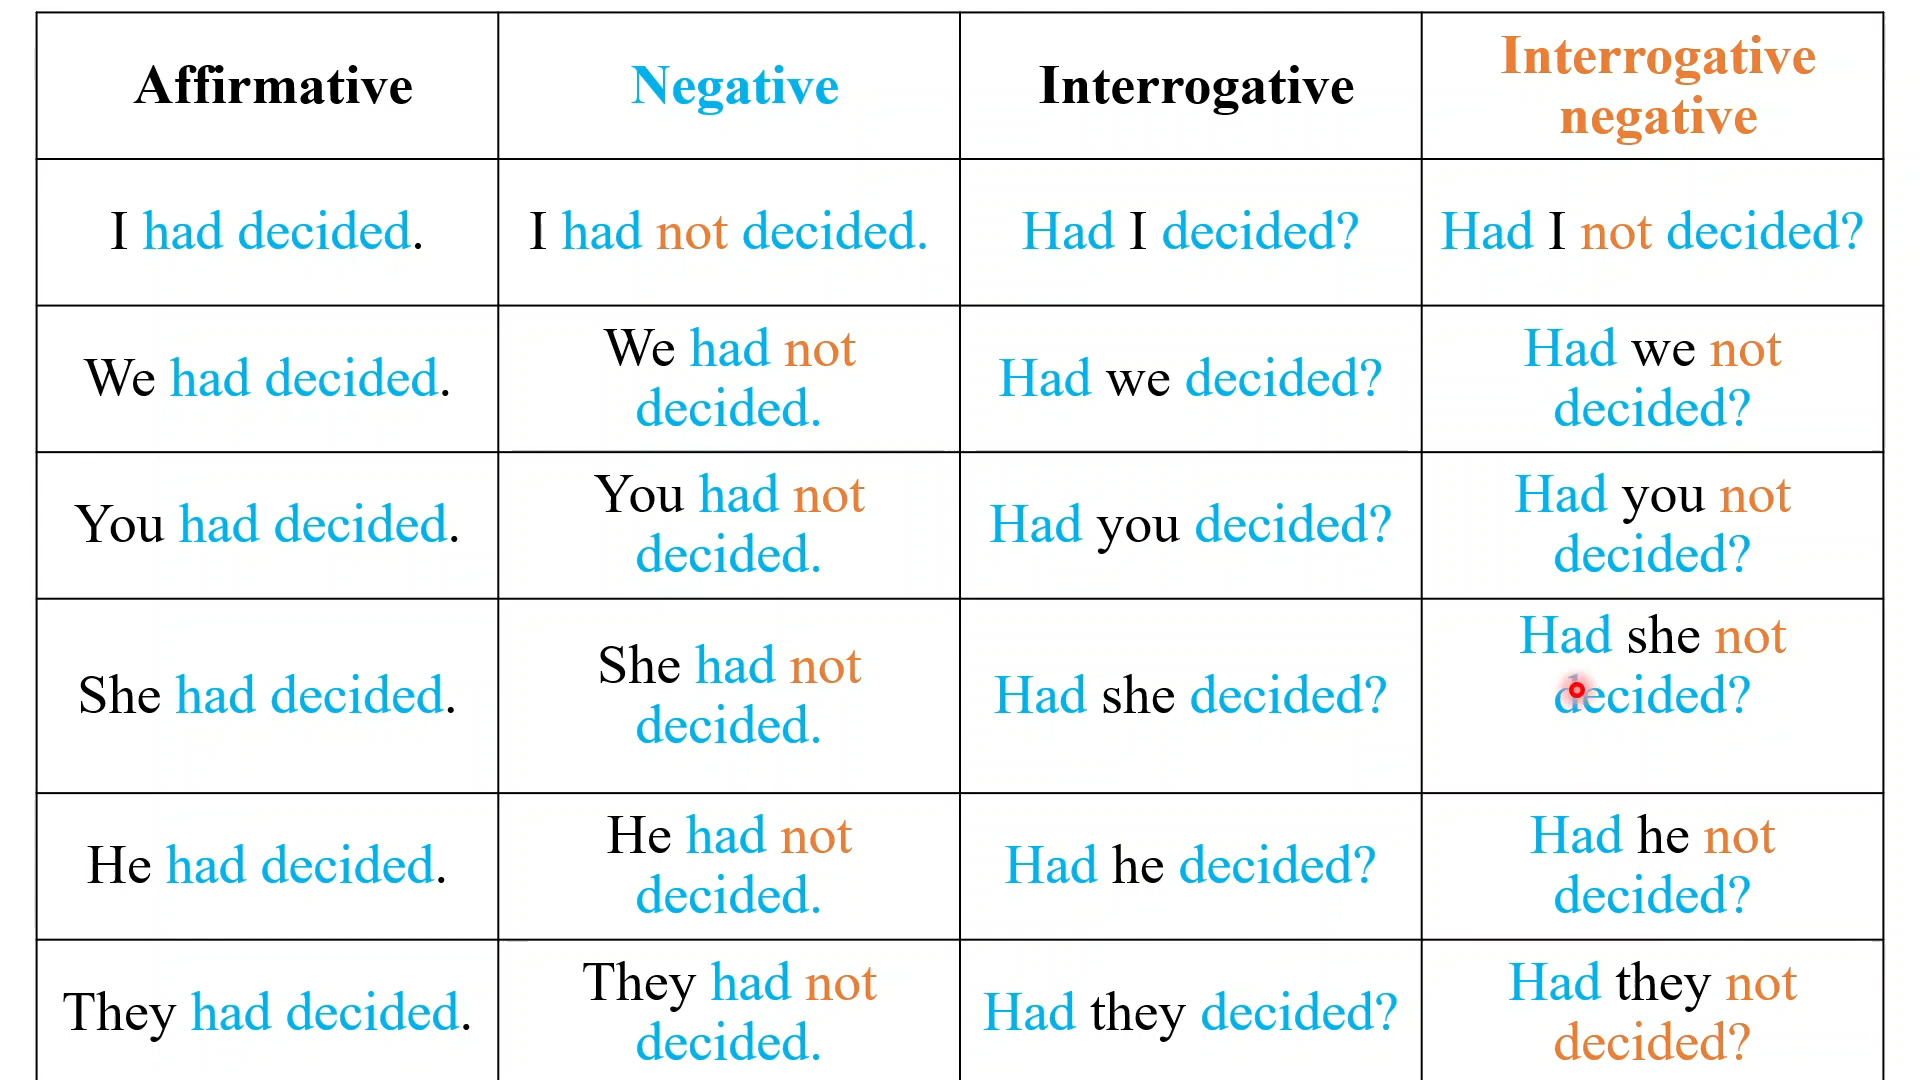 Affirmative
Negative
Interrogative
Interrogative
negative
I had decided.
I had not decided.
Had I decided?
Had I not decided?
We had decided.
We had not
decided.
Had we decided?
Had we not
decided?
You had decided.
You had not
decided.
Had you decided?
Had you not
decided?
She had decided.
She had not
decided.
Had she decided?
Had she not
decided?
He had decided.
He had not
decided.
Had he decided?
Had he not
decided?
They had decided.
They had not
decided.
Had they decided?
Had they not
decided?